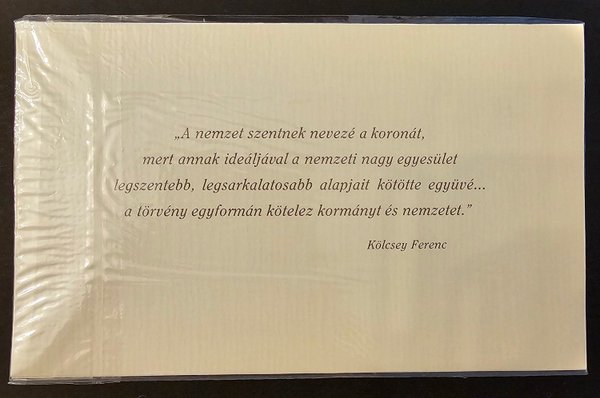 „A nemzet szentnek nevezé a koronát,
mert annak ideáljával a nemzeti nagy egyesület
legszentebb, legsarkalatosabb alapjait kötötte együvé...
a törvény egyformán kötelez kormányt és nemzetet.”
Kölcsey Ferenc